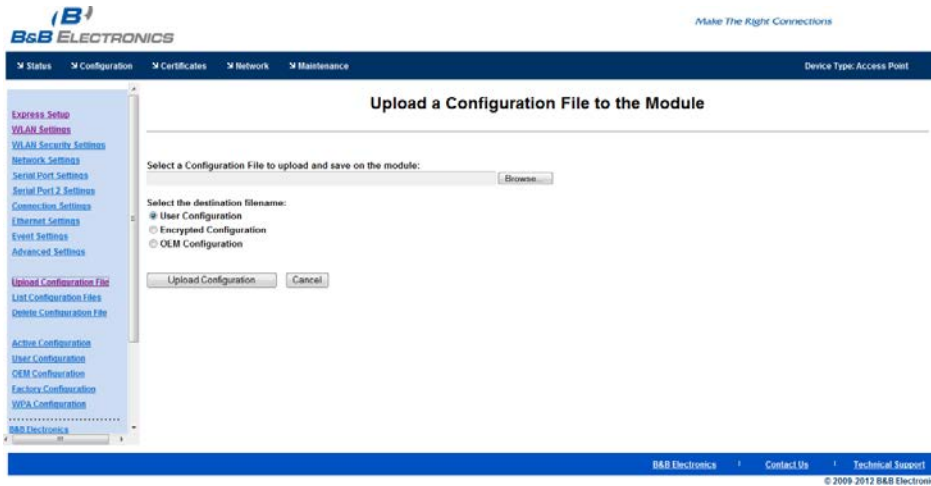 B&B ELECTRONICS
Make The Right Connections
Status Configuration Certificates Network Maintenance
Device Type: Access Point
Express Setup
WLAN Settings
WLAN Security Settings
Network Settings
Serial Port Settings
Serial Port 2 Settings
Connection Settings
Ethernet Settings
Event Settings
Advanced Settings
Upload Configuration File
List Configuration Files
Delete Configuration File
Active Configuration
User Configuration
OEM Configuration
Factory Configuration
WPA Configuration
B&B Electronics
Upload a Configuration File to the Module
Select a Configuration File to upload and save on the module:
Browse...
Select the destination filename:
User Configuration
Encrypted Configuration
OEM Configuration
Upload Configuration Cancel
B&B Electronics Contact Us Technical Support
© 2009-2012 B&B Electroni